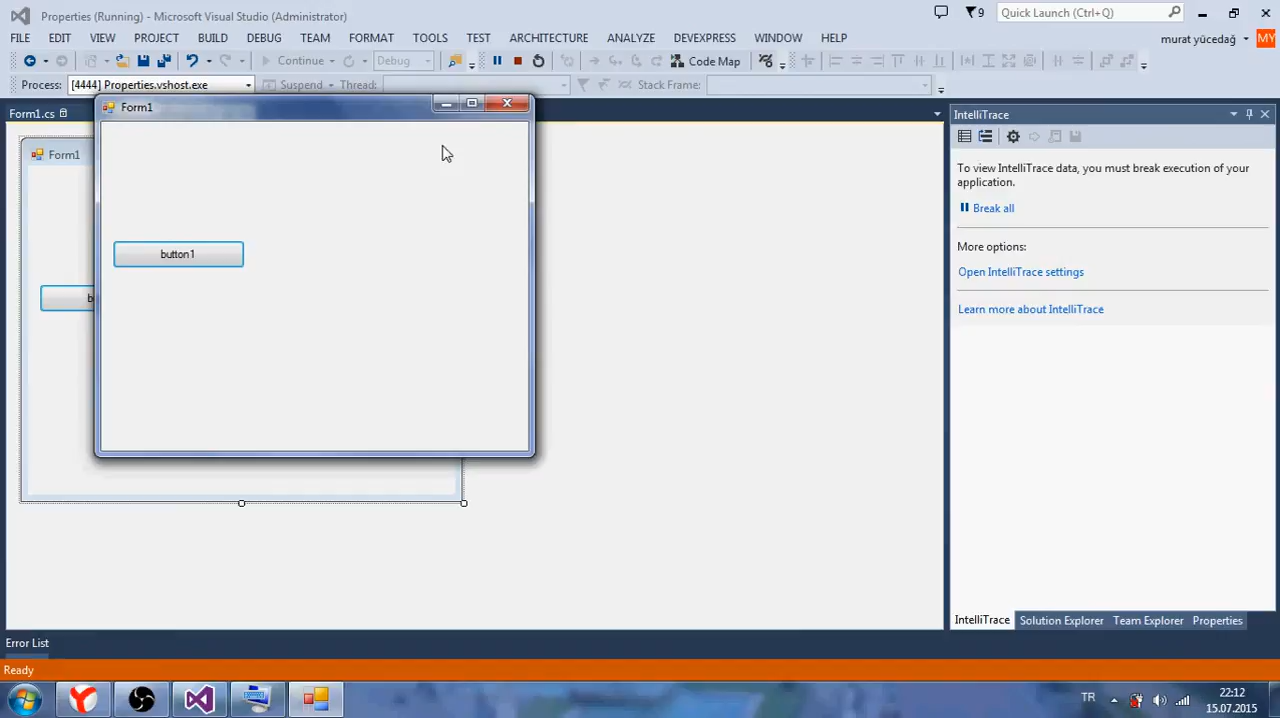 Properties (Running) - Microsoft Visual Studio (Administrator)
9
Quick Launch (Ctrl+Q)
FILE EDIT VIEW PROJECT BUILD DEBUG TEAM FORMAT TOOLS TEST ARCHITECTURE ANALYZE DEVEXPRESS WINDOW HELP
murat yücedağ
MY
Continue
Debug
Code Map
Process: [4444] Properties.vshost.exe
Suspend
Thread:
Stack Frame:
Form1.cs
Form1
Form1
button1
b
IntelliTrace
To view IntelliTrace data, you must break execution of your
application.
Break all
More options:
Open IntelliTrace settings
Learn more about IntelliTrace
IntelliTrace Solution Explorer Team Explorer Properties
Error List
Ready
TR
22:12
15.07.2015